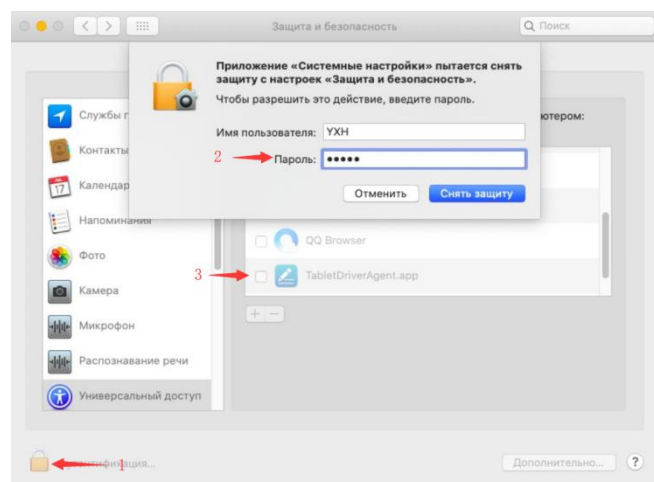 Защита и безопасность
Поиск
Приложение «Системные настройки» пытается снять
защиту с настроек «Защита и безопасность».
Чтобы разрешить это действие, введите пароль.
Имя пользователя: YXH
2 Пароль: •••••
Отменить Снять защиту
Службы
Контакты
17
Календар
Напоминания
Фото
Камера
Микрофон
Распознавание речи
Универсальный доступ
ютером:
QQ Browser
3 TabletDriverAgent.app
+ −
1
Дополнительно... ?